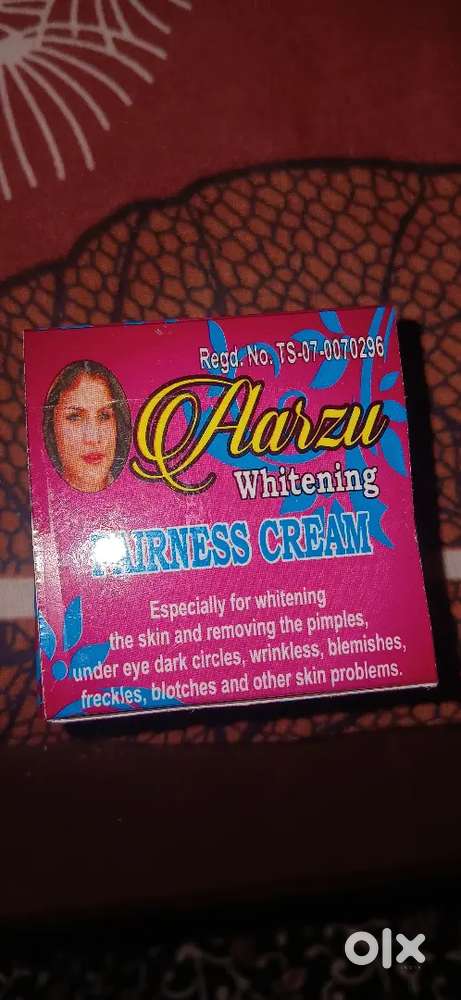 Regd. No. TS-07-0070296
Aarzu
Whitening
FAIRNESS CREAM
Especially for whitening
the skin and removing the pimples,
under eye dark circles, wrinkless, blemishes,
freckles, blotches and other skin problems.
olx
INDIA